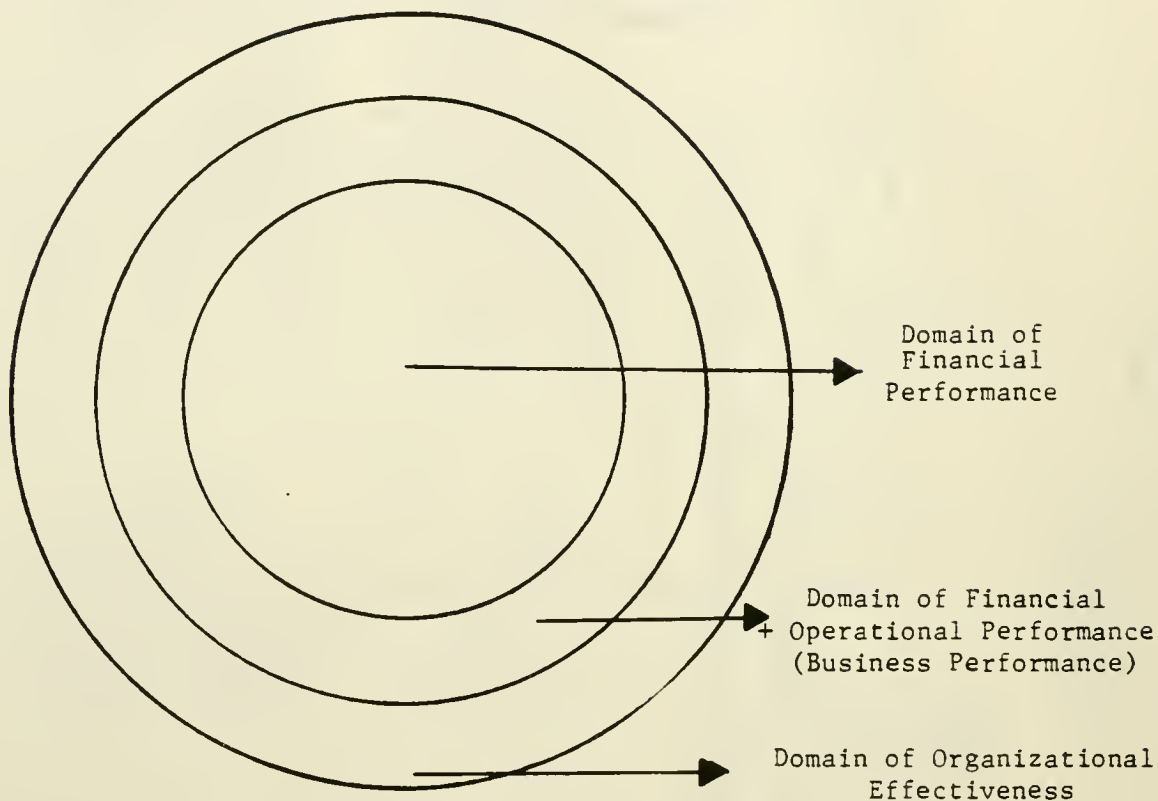 Domain of
Financial
Performance
Domain of Financial
+ Operational Performance
(Business Performance)
Domain of Organizational
Effectiveness